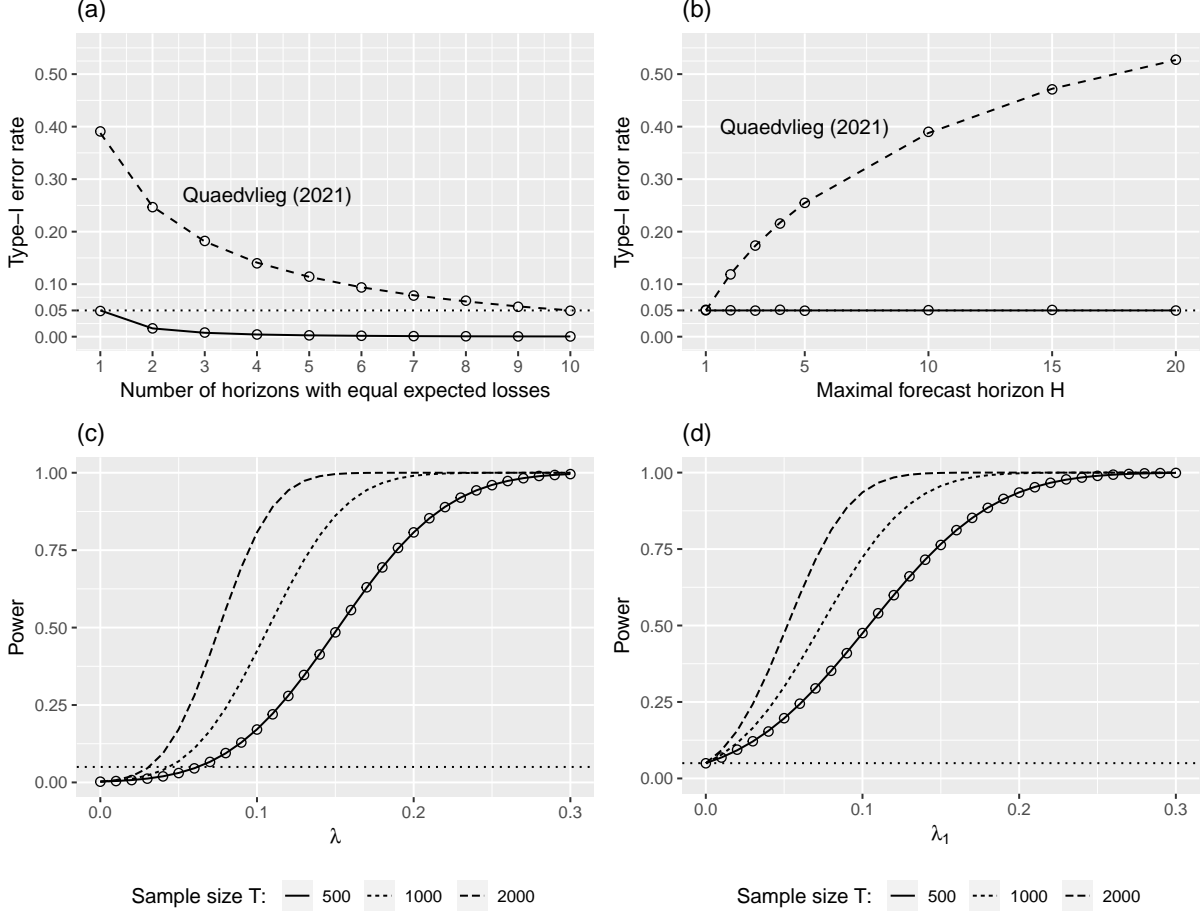 (a)
Type−I error rate
0.50
0.40
0.30
0.20
0.10
0.05
0.00
Quaedvlieg (2021)
1 2 3 4 5 6 7 8 9 10
Number of horizons with equal expected losses
(b)
Type−I error rate
0.50
0.40
0.30
0.20
0.10
0.05
0.00
Quaedvlieg (2021)
1 5 10 15 20
Maximal forecast horizon H
(c)
Power
1.00
0.75
0.50
0.25
0.00
0.0 0.1 0.2 0.3
λ
Sample size T: 500 1000 2000
(d)
Power
1.00
0.75
0.50
0.25
0.00
0.0 0.1 0.2 0.3
λ₁
Sample size T: 500 1000 2000